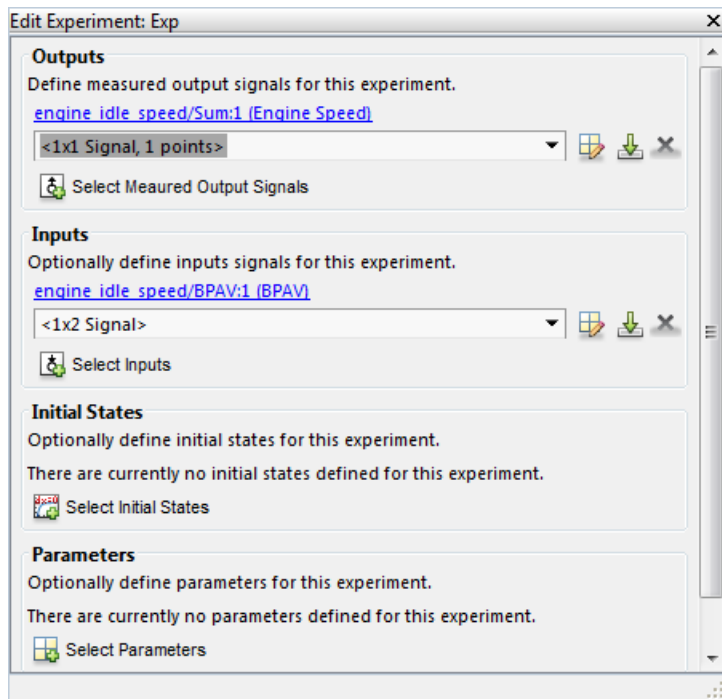 Edit Experiment: Exp
Outputs
Define measured output signals for this experiment.
engine_idle_speed/Sum:1 (Engine Speed)
<1x1 Signal, 1 points>
Select Meaured Output Signals
Inputs
Optionally define inputs signals for this experiment.
engine_idle_speed/BPAV:1 (BPAV)
<1x2 Signal>
Select Inputs
Initial States
Optionally define initial states for this experiment.
There are currently no initial states defined for this experiment.
Select Initial States
Parameters
Optionally define parameters for this experiment.
There are currently no parameters defined for this experiment.
Select Parameters